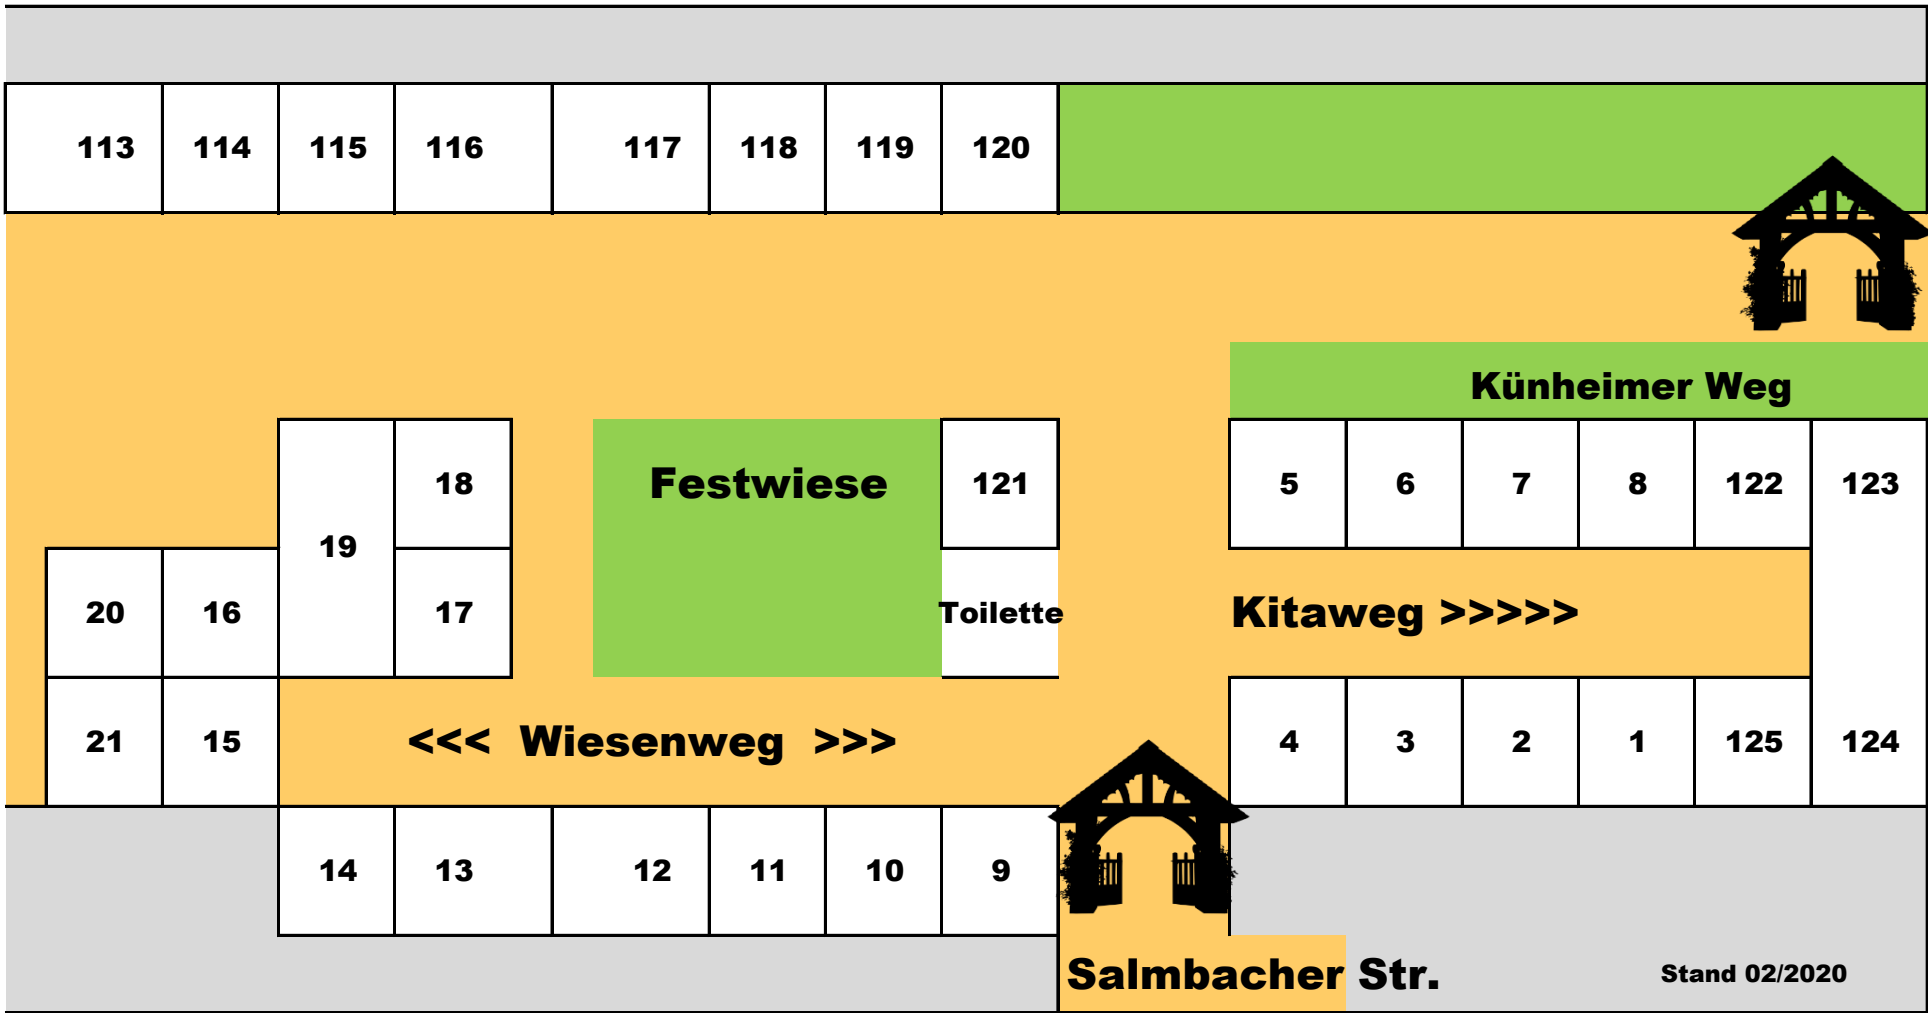 113 114 115 116 117 118 119 120
Künheimer Weg
18 Festwiese 121 5 6 7 8 122 123
19
20 16 17 Toilette Kitaweg >>>>>
21 15 <<< Wiesenweg >>> 4 3 2 1 125 124
14 13 12 11 10 9
Salmbacher Str. Stand 02/2020